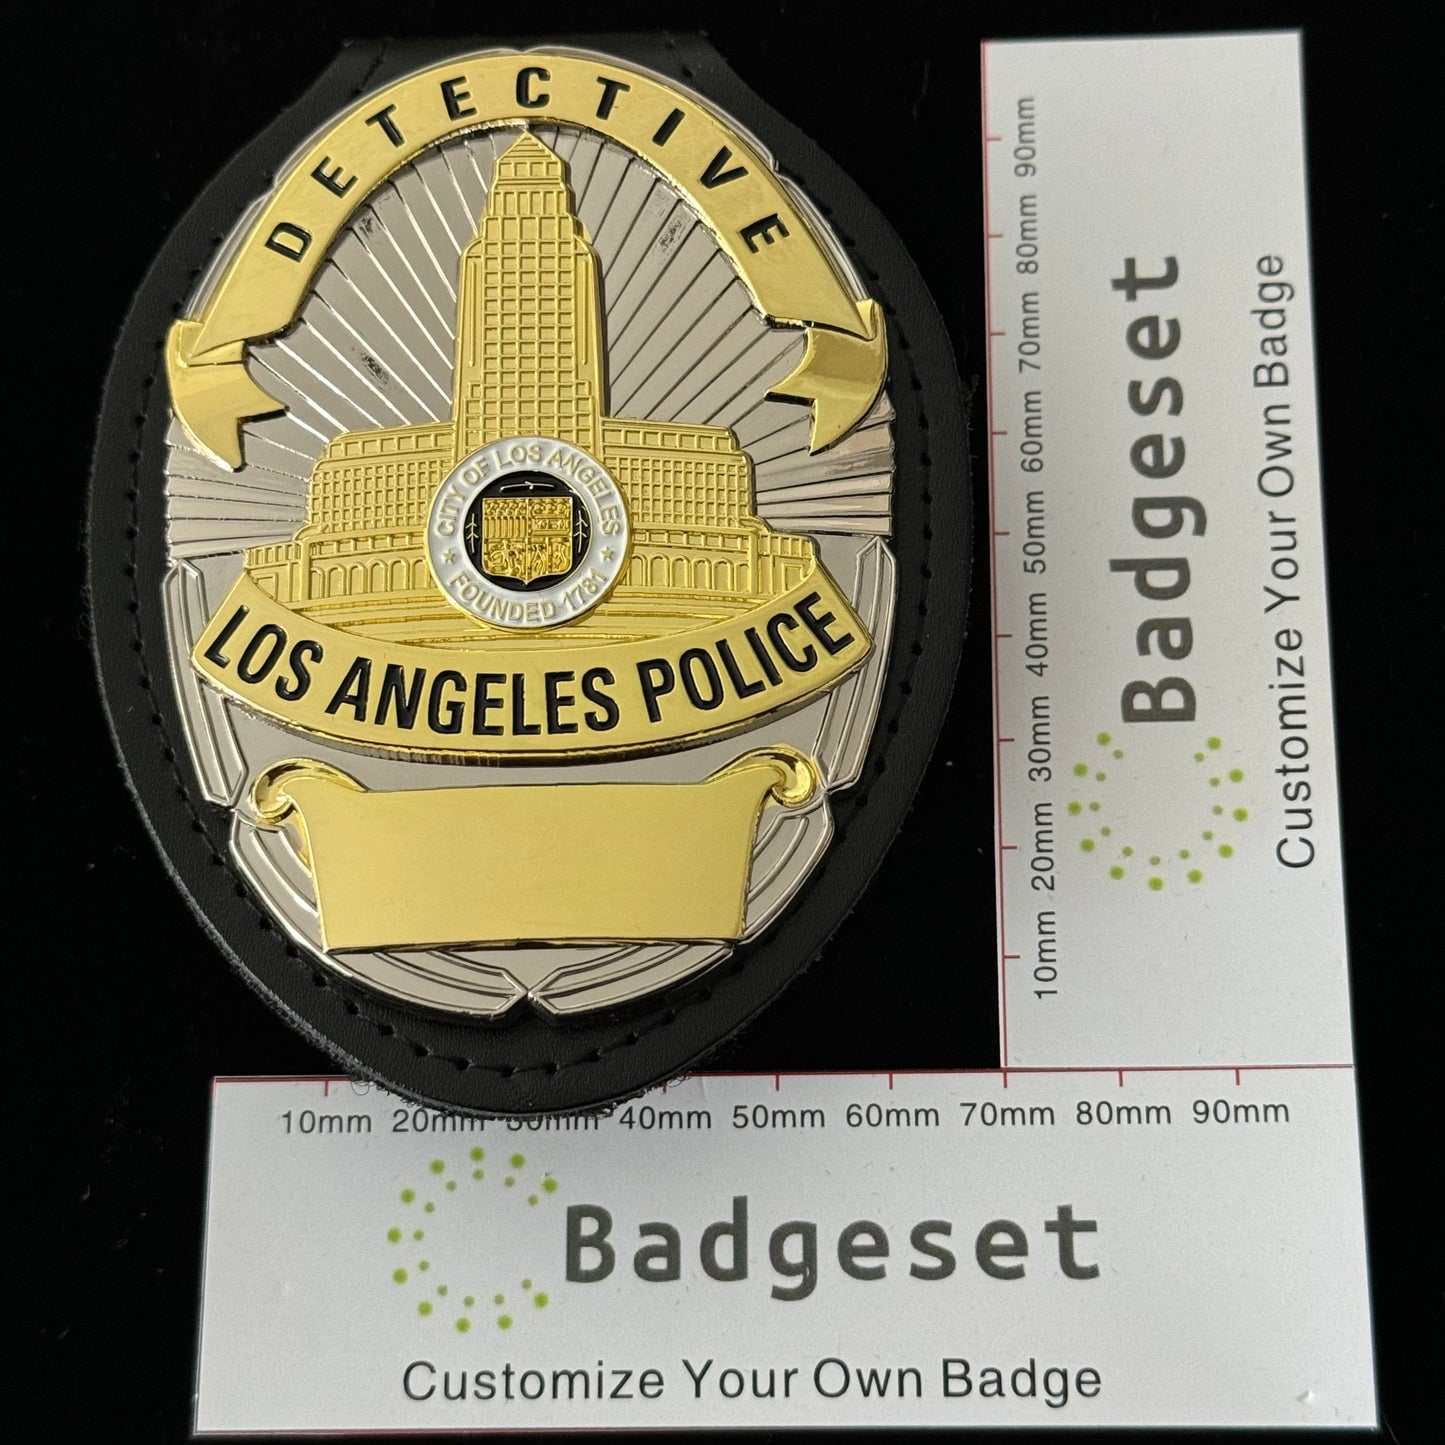 DETECTIVE
CITY OF LOS ANGELES
FOUNDED 1781
LOS ANGELES POLICE
90mm
80mm
70mm
60mm
50mm
40mm
30mm
20mm
10mm
Badgeset
Customize Your Own Badge
10mm 20mm 30mm 40mm 50mm 60mm 70mm 80mm 90mm
Badgeset
Customize Your Own Badge